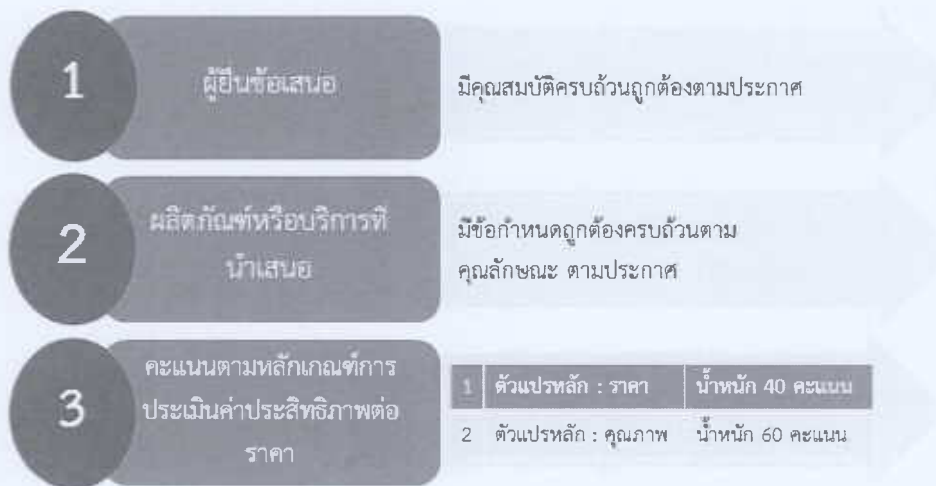 1
ผู้ยื่นข้อเสนอ
มีคุณสมบัติครบถ้วนถูกต้องตามประกาศ
2
ผลิตภัณฑ์หรือบริการที่
นำเสนอ
มีข้อกำหนดถูกต้องครบถ้วนตาม
คุณลักษณะ ตามประกาศ
3
คะแนนตามหลักเกณฑ์การ
ประเมินค่าประสิทธิภาพต่อ
ราคา
1 ตัวแปรหลัก : ราคา น้ำหนัก 40 คะแนน
2 ตัวแปรหลัก : คุณภาพ น้ำหนัก 60 คะแนน